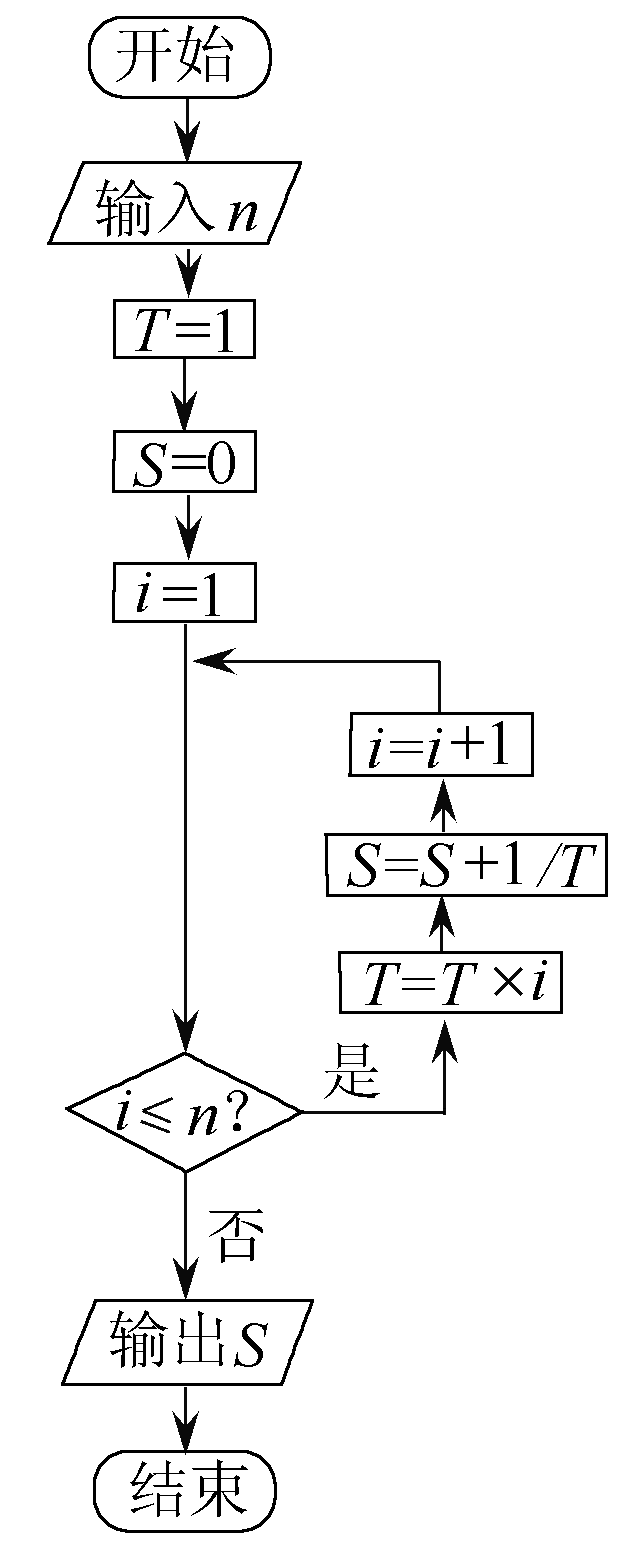 开始
输入n
T=1
S=0
i=1
i=i+1
S=S+1/T
T=T×i
是
i≤n?
否
输出S
结束